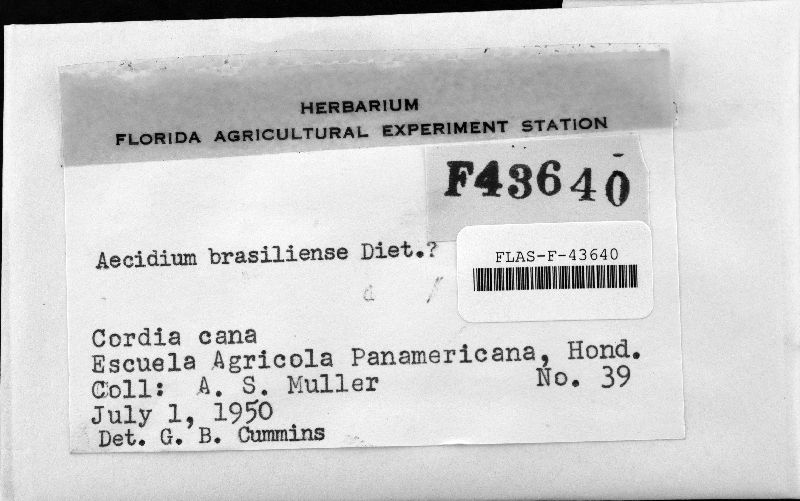 HERBARIUM
FLORIDA AGRICULTURAL EXPERIMENT STATION
F43640
Aecidium brasiliense Diet.?
FLAS-F-43640
Cordia cana
Escuela Agricola Panamericana, Hond.
Coll: A. S. Muller No. 39
July 1, 1950
Det. G. B. Cummins